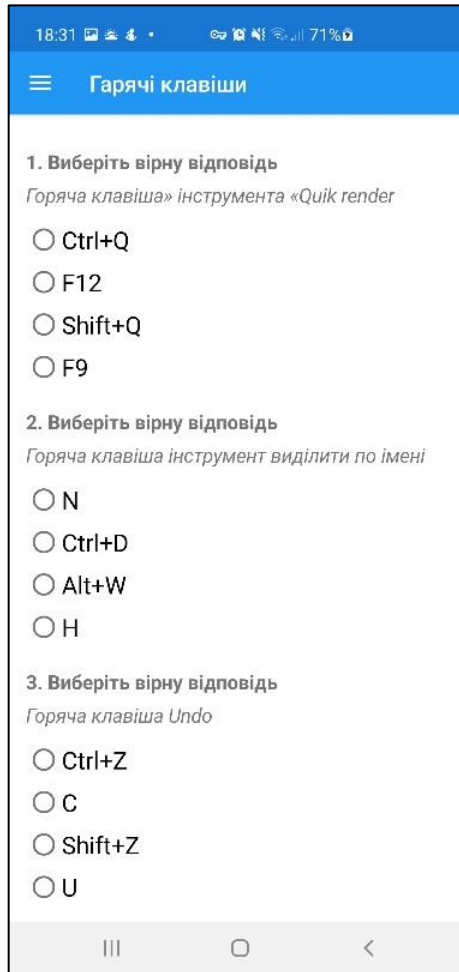 18:31 71%
Гарячі клавіши
1. Виберіть вірну відповідь
Горяча клавіша» інструмента «Quik render
Ctrl+Q
F12
Shift+Q
F9
2. Виберіть вірну відповідь
Горяча клавіша інструмент виділити по імені
N
Ctrl+D
Alt+W
H
3. Виберіть вірну відповідь
Горяча клавіша Undo
Ctrl+Z
C
Shift+Z
U